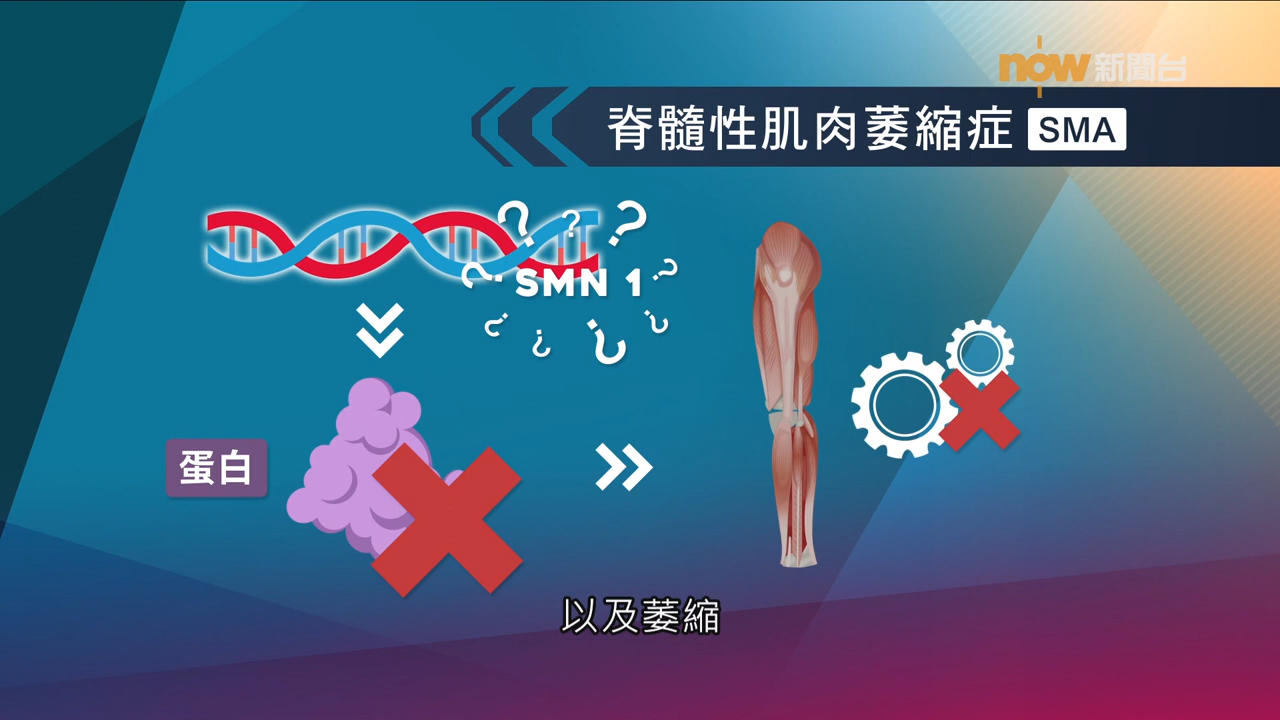 now新聞台
脊髓性肌肉萎縮症 SMA
? ? ? ? ? ? ? ? ? ?
SMN 1
蛋白
以及萎縮